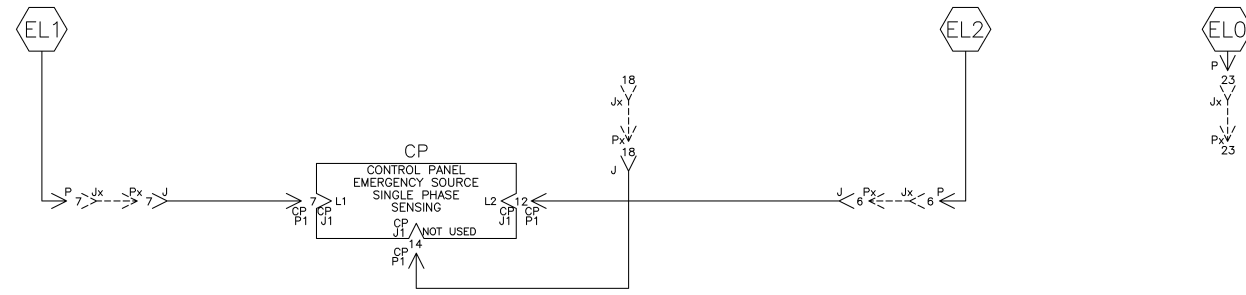 EL1
EL2
EL0
P
23
Jx
Px
23
18
Jx
Px
18
J
CP
CONTROL PANEL
EMERGENCY SOURCE
SINGLE PHASE
SENSING
P 7 Jx Px 7 J
7 L1
CP CP
P1 J1
L2 12
CP CP
J1 P1
J Px Jx P
6 6
CP
J1 NOT USED
14
CP
P1